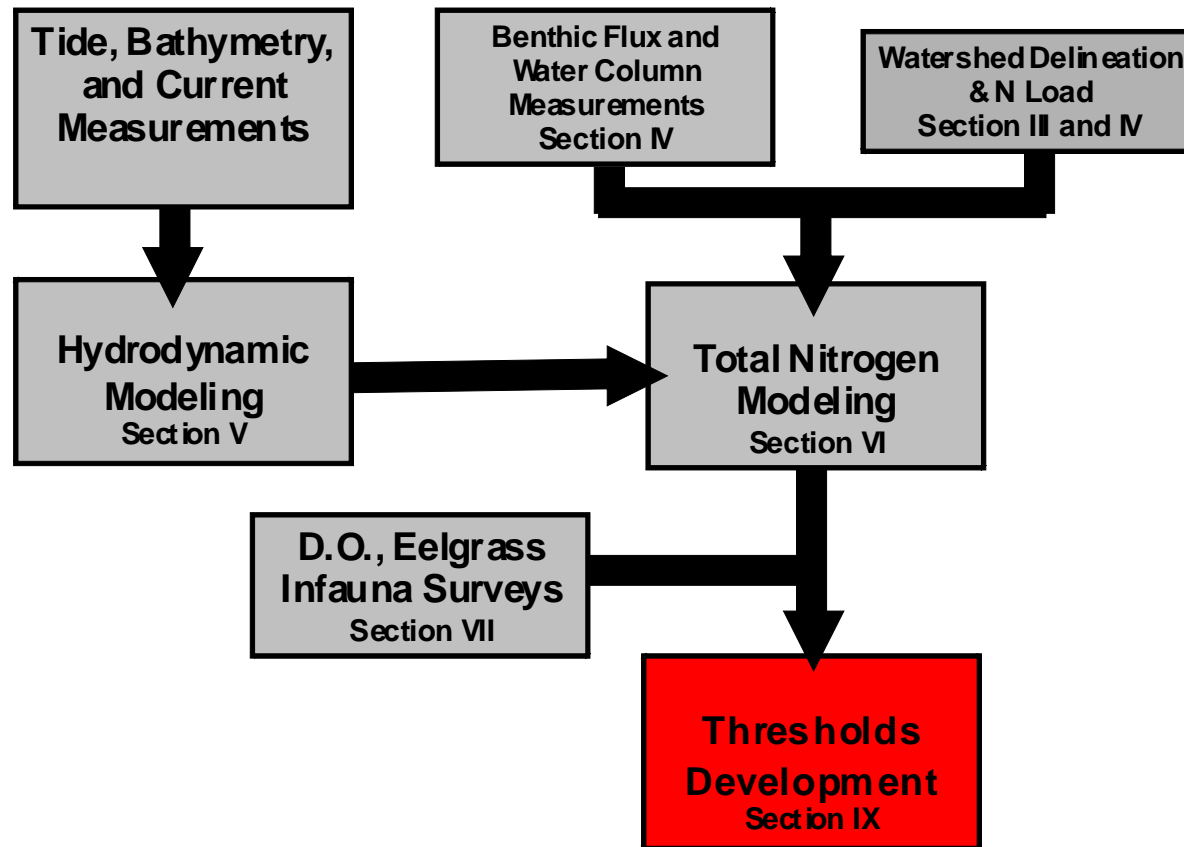 Tide, Bathymetry,
and Current
Measurements
Benthic Flux and
Water Column
Measurements
Section IV
Watershed Delineation
& N Load
Section III and IV
Hydrodynamic
Modeling
Section V
Total Nitrogen
Modeling
Section VI
D.O., Eelgrass
Infauna Surveys
Section VII
Thresholds
Development
Section IX